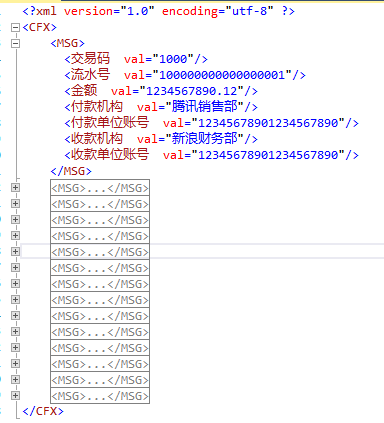 <?xml version="1.0" encoding="utf-8" ?>
<CFX>
<MSG>
<交易码 val="1000"/>
<流水号 val="100000000000000001"/>
<金额 val="1234567890.12"/>
<付款机构 val="腾讯销售部"/>
<付款单位账号 val="12345678901234567890"/>
<收款机构 val="新浪财务部"/>
<收款单位账号 val="12345678901234567890"/>
</MSG>
<MSG>...</MSG>
<MSG>...</MSG>
<MSG>...</MSG>
<MSG>...</MSG>
<MSG>...</MSG>
<MSG>...</MSG>
<MSG>...</MSG>
<MSG>...</MSG>
<MSG>...</MSG>
<MSG>...</MSG>
<MSG>...</MSG>
<MSG>...</MSG>
<MSG>...</MSG>
<MSG>...</MSG>
</CFX>